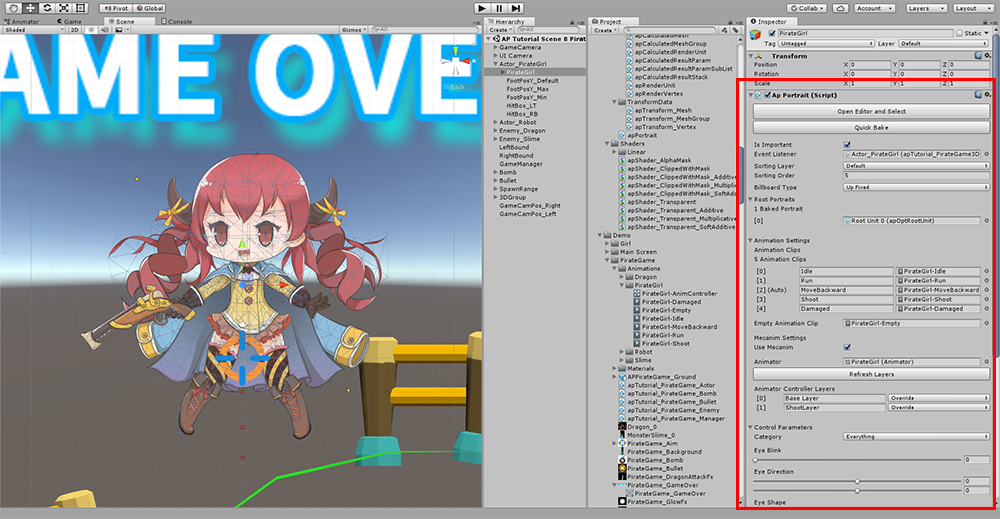 Pivot Global Collab Account Layers Layout
Animator Game Scene Console
Shaded 2D Gizmos All
AME OVE
Back
Hierarchy
Create All
AP Tutorial Scene 8 Pirat
GameCamera
UI Camera
Actor_PirateGirl
PirateGirl
FootPosY_Default
FootPosY_Max
FootPosY_Min
HitBox_LT
HitBox_RB
Actor_Robot
Enemy_Dragon
Enemy_Slime
LeftBound
RightBound
GameManager
Bomb
Bullet
SpawnRange
3DGroup
GameCamPos_Right
GameCamPos_Left
Project
Create
apCalculatedMesh
apCalculatedMeshGroup
apCalculatedResultParam
apCalculatedResultParamSubList
apCalculatedResultStack
apRenderUnit
apRenderVertex
TransformData
apTransform_Mesh
apTransform_MeshGroup
apTransform_Vertex
apPortrait
Shaders
Linear
apShader_AlphaMask
apShader_ClippedWithMask
apShader_ClippedWithMask_Additive
apShader_ClippedWithMask_Multiplicative
apShader_ClippedWithMask_SoftAdd
apShader_Transparent
apShader_Transparent_Additive
apShader_Transparent_Multiplicative
apShader_Transparent_SoftAdditive
Demo
Girl
Main Screen
PirateGame
Animations
Dragon
PirateGirl
PirateGirl-AnimController
PirateGirl-Damaged
PirateGirl-Empty
PirateGirl-Idle
PirateGirl-MoveBackward
PirateGirl-Run
PirateGirl-Shoot
Robot
Slime
Materials
APPirateGame_Ground
apTutorial_PirateGame_Actor
apTutorial_PirateGame_Bomb
apTutorial_PirateGame_Bullet
apTutorial_PirateGame_Enemy
apTutorial_PirateGame_Manager
Dragon_0
MonsterSlime_0
PirateGame_Aim
PirateGame_Background
PirateGame_Bomb
PirateGame_Bullet
PirateGame_DragonAttackFx
PirateGame_GameOver
PirateGame_GameOver
PirateGame_GlowFx
Inspector
PirateGirl Static
Tag Untagged Layer Default
Transform
Position X 0 Y 0 Z 0
Rotation X 0 Y 0 Z 0
Scale X 1 Y 1 Z 1
Ap Portrait (Script)
Open Editor and Select
Quick Bake
Is Important
Event Listener Actor_PirateGirl (apTutorial_PirateGame3D
Sorting Layer Default
Sorting Order 5
Billboard Type Up Fixed
Root Portraits
1 Baked Portrait
[0] Root Unit 0 (apOptRootUnit)
Animation Settings
Animation Clips
5 Animation Clips
[0] Idle PirateGirl-Idle
[1] Run PirateGirl-Run
[2] (Auto) MoveBackward PirateGirl-MoveBackward
[3] Shoot PirateGirl-Shoot
[4] Damaged PirateGirl-Damaged
Empty Animation Clip PirateGirl-Empty
Mecanim Settings
Use Mecanim
Animator PirateGirl (Animator)
Refresh Layers
Animator Controller Layers
[0] Base Layer Override
[1] ShootLayer Override
Control Parameters
Category Everything
Eye Blink
0
Eye Direction
0
0
Eye Shape